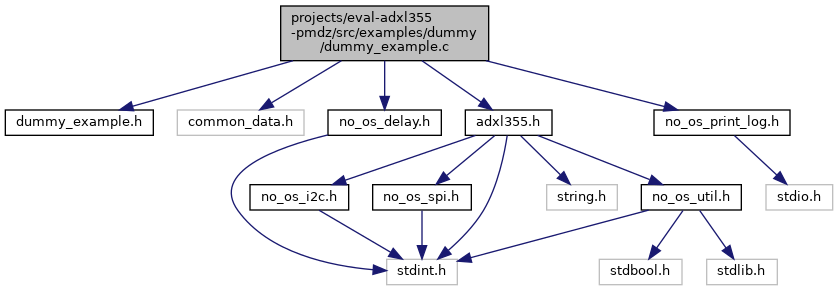 projects/eval-adxl355
-pmdz/src/examples/dummy
/dummy_example.c
dummy_example.h
common_data.h
no_os_delay.h
adxl355.h
no_os_print_log.h
no_os_i2c.h
no_os_spi.h
string.h
no_os_util.h
stdio.h
stdint.h
stdbool.h
stdlib.h